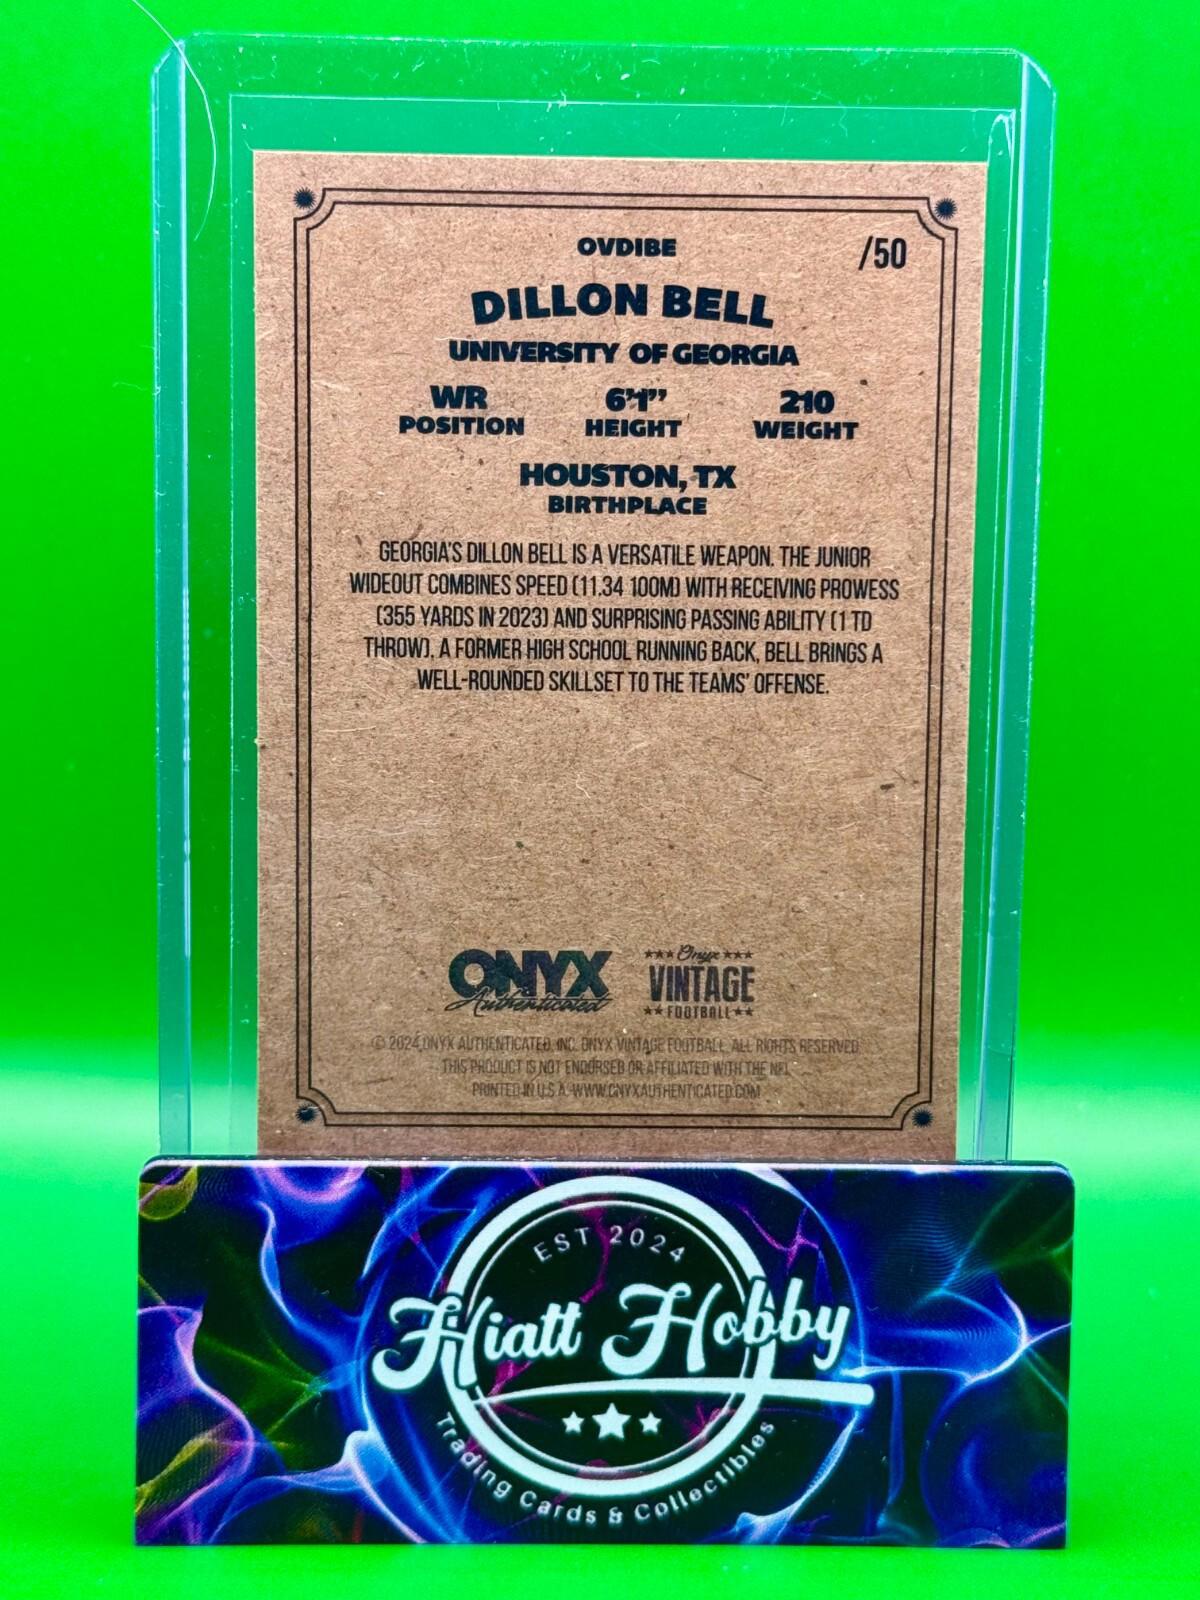 OVDIBE
/50
DILLON BELL
UNIVERSITY OF GEORGIA
WR 6'1" 210
POSITION HEIGHT WEIGHT
HOUSTON, TX
BIRTHPLACE
GEORGIA'S DILLON BELL IS A VERSATILE WEAPON. THE JUNIOR
WIDEOUT COMBINES SPEED (11.34 100M) WITH RECEIVING PROWESS
(355 YARDS IN 2023) AND SURPRISING PASSING ABILITY (1 TD
THROW). A FORMER HIGH SCHOOL RUNNING BACK, BELL BRINGS A
WELL-ROUNDED SKILLSET TO THE TEAMS' OFFENSE.
ONYX
Authenticated
Onyx
VINTAGE
FOOTBALL
© 2024 ONYX AUTHENTICATED, INC. ONYX VINTAGE FOOTBALL. ALL RIGHTS RESERVED.
THIS PRODUCT IS NOT ENDORSED OR AFFILIATED WITH THE NFL.
PRINTED IN U.S.A. WWW.ONYXAUTHENTICATED.COM
EST 2024
Hiatt Hobby
Trading Cards & Collectibles